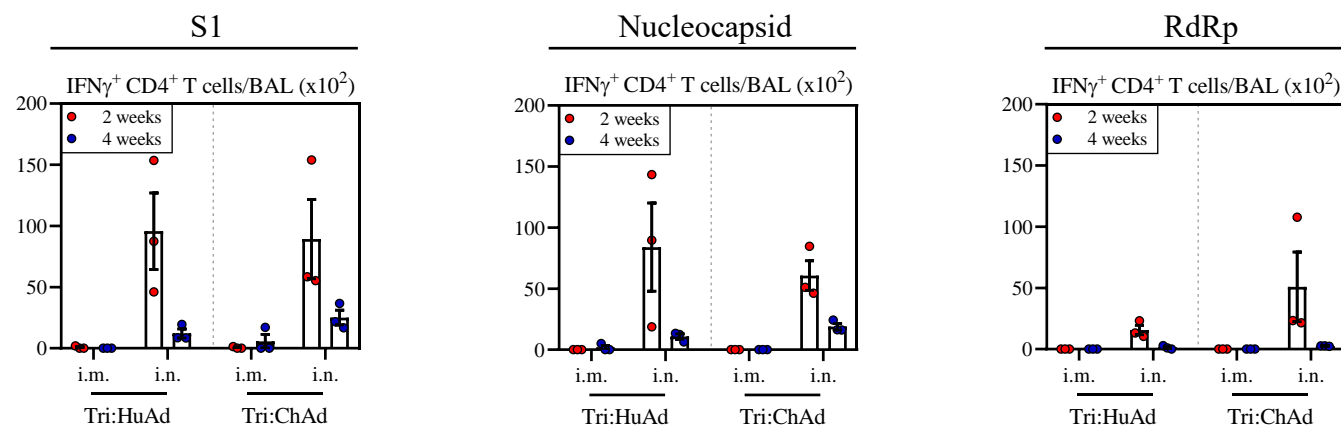 S1
IFNγ⁺ CD4⁺ T cells/BAL (x10²)
200
150
100
50
0
2 weeks
4 weeks
i.m. i.n. i.m. i.n.
Tri:HuAd Tri:ChAd
Nucleocapsid
IFNγ⁺ CD4⁺ T cells/BAL (x10²)
200
150
100
50
0
2 weeks
4 weeks
i.m. i.n. i.m. i.n.
Tri:HuAd Tri:ChAd
RdRp
IFNγ⁺ CD4⁺ T cells/BAL (x10²)
200
150
100
50
0
2 weeks
4 weeks
i.m. i.n. i.m. i.n.
Tri:HuAd Tri:ChAd